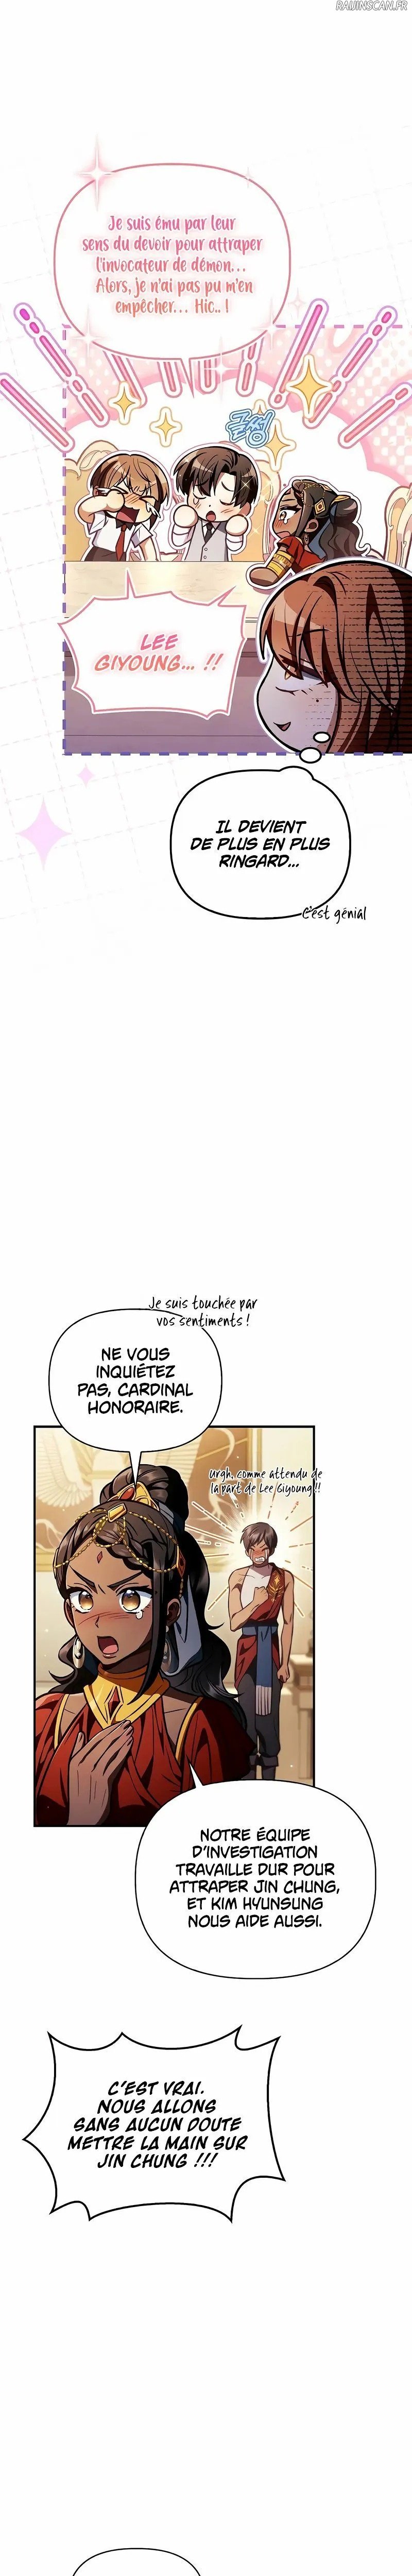 RAIJINSCAN.FR
Je suis ému par leur
sens du devoir pour attraper
l'invocateur de démon...
Alors, je n'ai pas pu m'en
empêcher... Hic.. !
글썽
LEE
GIYOUNG... !!
IL DEVIENT
DE PLUS EN PLUS
RINGARD...
C'est génial
Je suis touchée par
vos sentiments !
NE VOUS
INQUIÉTEZ
PAS, CARDINAL
HONORAIRE.
Urgh, comme attendu de
la part de Lee Giyoung !!
NOTRE ÉQUIPE
D'INVESTIGATION
TRAVAILLE DUR POUR
ATTRAPER JIN CHUNG,
ET KIM HYUNSUNG
NOUS AIDE AUSSI.
C'EST VRAI.
NOUS ALLONS
SANS AUCUN DOUTE
METTRE LA MAIN SUR
JIN CHUNG !!!